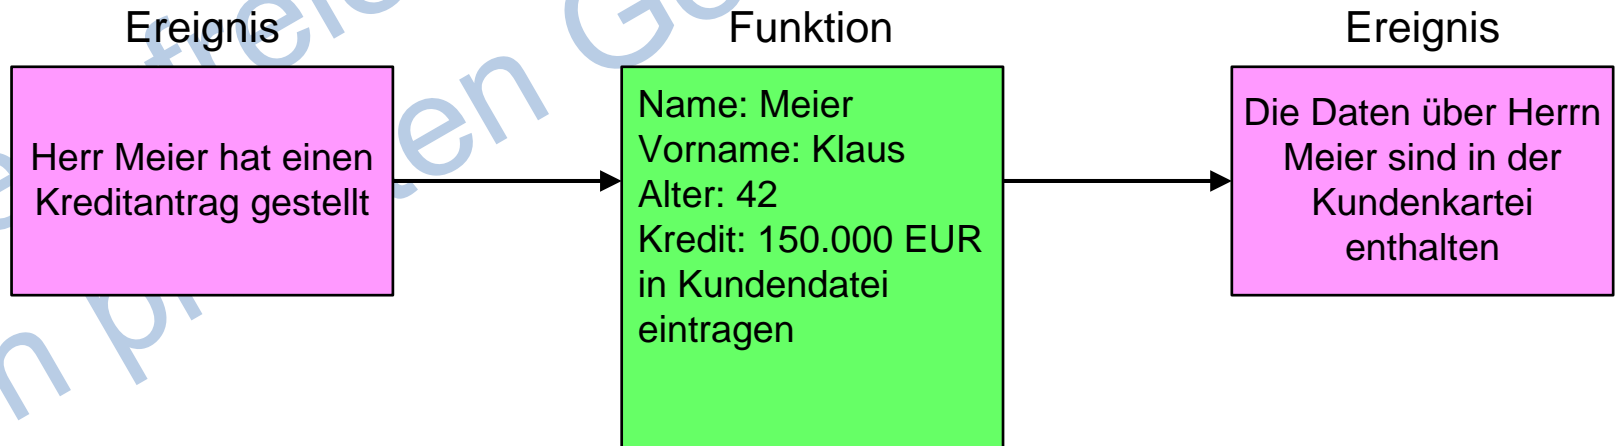 Ereignis
Funktion
Ereignis
Herr Meier hat einen
Kreditantrag gestellt
Name: Meier
Vorname: Klaus
Alter: 42
Kredit: 150.000 EUR
in Kundendatei
eintragen
Die Daten über Herrn
Meier sind in der
Kundenkartei
enthalten